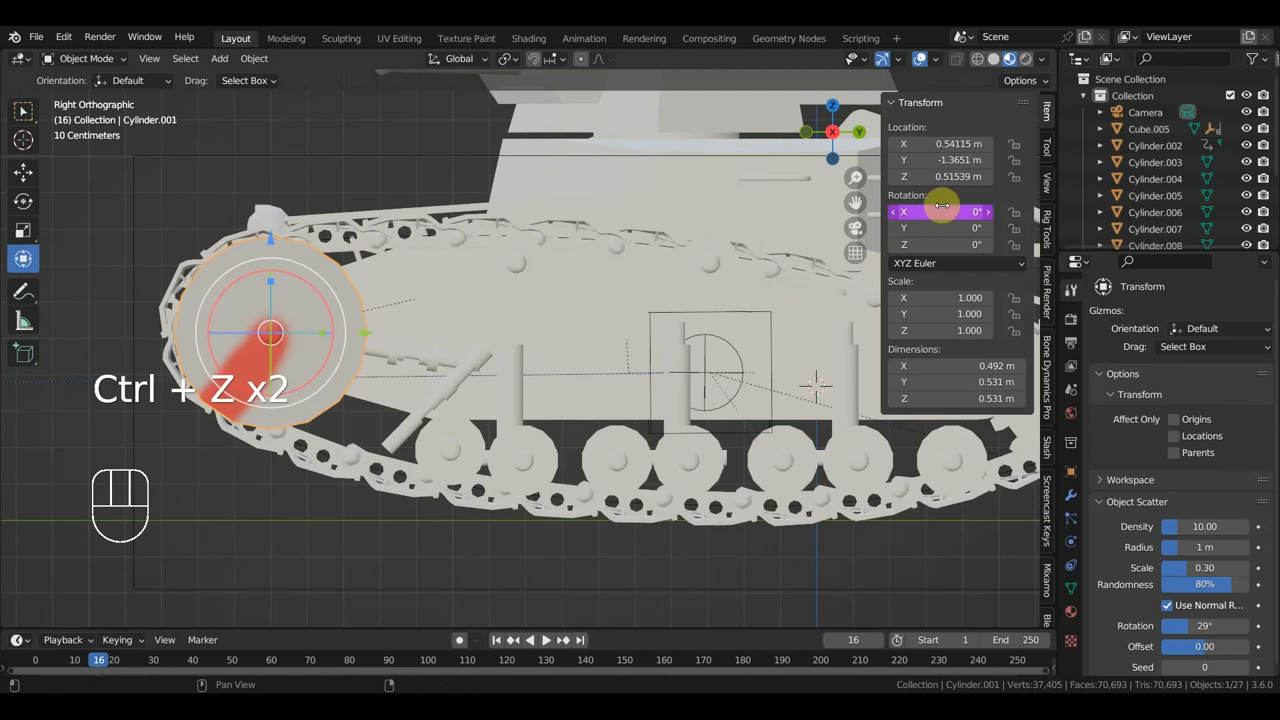 File Edit Render Window Help Layout Modeling Sculpting UV Editing Texture Paint Shading Animation Rendering Compositing Geometry Nodes Scripting + Scene ViewLayer
Object Mode View Select Add Object Global
Orientation: Default Drag: Select Box Options
Right Orthographic
(16) Collection | Cylinder.001
10 Centimeters
Ctrl + Z x2
Z
Y
X
Transform
Location:
X 0.54115 m
Y -1.3651 m
Z 0.51539 m
Rotation:
X 0°
Y 0°
Z 0°
XYZ Euler
Scale:
X 1.000
Y 1.000
Z 1.000
Dimensions:
X 0.492 m
Y 0.531 m
Z 0.531 m
Item
Tool
View
Rig Tools
Pixel Render
Bone Dynamics Pro
Slash
Screencast Keys
Mixamo
Ble
Scene Collection
Collection
Camera
Cube.005 6
Cylinder.002
Cylinder.003
Cylinder.004
Cylinder.005
Cylinder.006
Cylinder.007
Cylinder.008
Transform
Gizmos:
Orientation Default
Drag: Select Box
Options
Transform
Affect Only Origins
Locations
Parents
Workspace
Object Scatter
Density 10.00
Radius 1 m
Scale 0.30
Randomness 80%
Use Normal R...
Rotation 29°
Offset 0.00
Seed 0
Playback Keying View Marker 16 Start 1 End 250
0 10 16 20 30 40 50 60 70 80 90 100 110 120 130 140 150 160 170 180 190 200 210 220 230 240 250
Pan View Collection | Cylinder.001 | Verts:37,405 | Faces:70,693 | Tris:70,693 | Objects:1/27 | 3.6.0